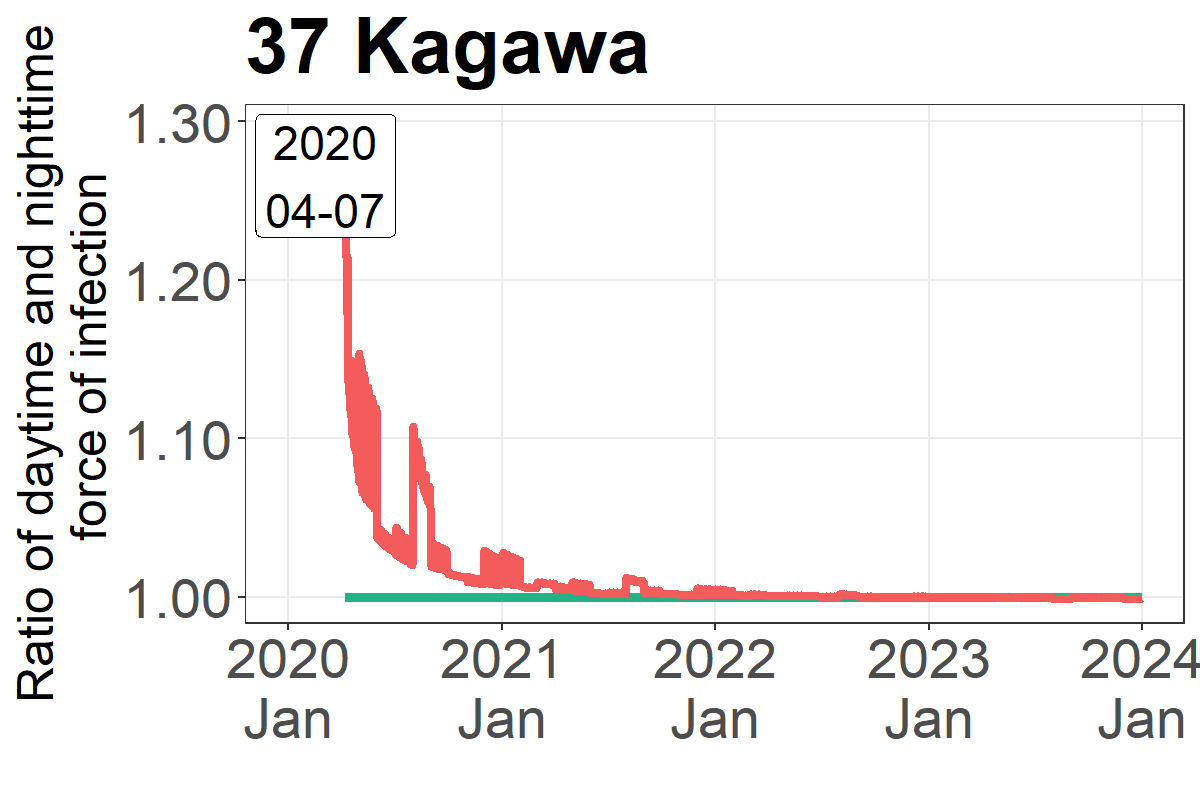 37 Kagawa
Ratio of daytime and nighttime
force of infection
1.30
1.20
1.10
1.00
2020
04-07
2020
Jan
2021
Jan
2022
Jan
2023
Jan
2024
Jan